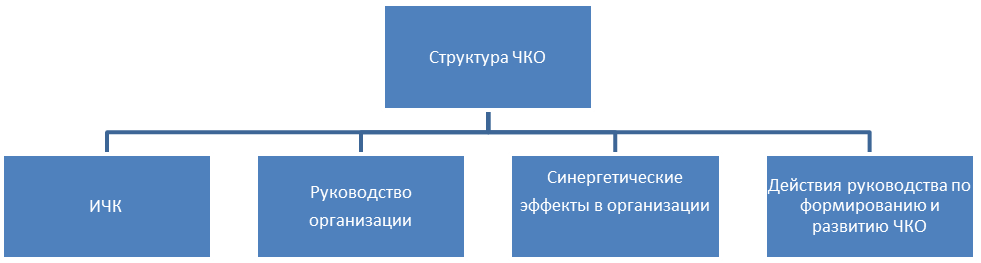 Структура ЧКО
ИЧК
Руководство
организации
Синергетические
эффекты в организации
Действия руководства по
формированию и
развитию ЧКО